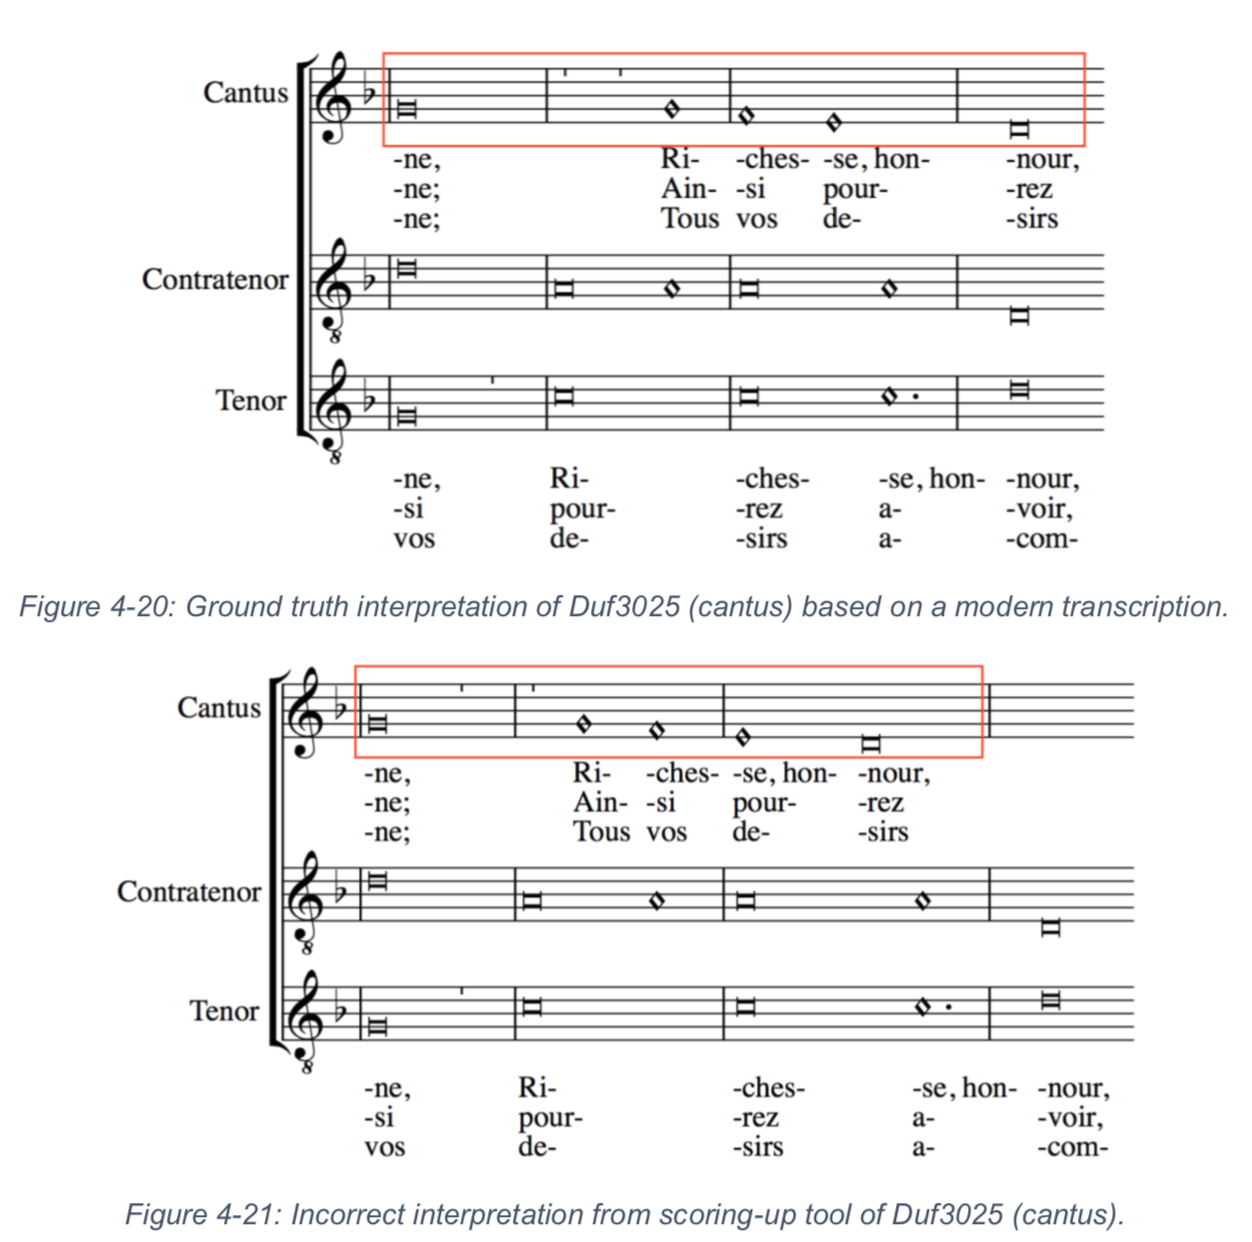 Cantus
-ne, Ri- -ches- -se, hon- -nour,
-ne; Ain- -si pour- -rez
-ne; Tous vos de- -sirs
Contratenor
8
Tenor
8
-ne, Ri- -ches- -se, hon- -nour,
-si pour- -rez a- -voir,
vos de- -sirs a- -com-
Figure 4-20: Ground truth interpretation of Duf3025 (cantus) based on a modern transcription.
Cantus
-ne, Ri- -ches- -se, hon- -nour,
-ne; Ain- -si pour- -rez
-ne; Tous vos de- -sirs
Contratenor
8
Tenor
8
-ne, Ri- -ches- -se, hon- -nour,
-si pour- -rez a- -voir,
vos de- -sirs a- -com-
Figure 4-21: Incorrect interpretation from scoring-up tool of Duf3025 (cantus).